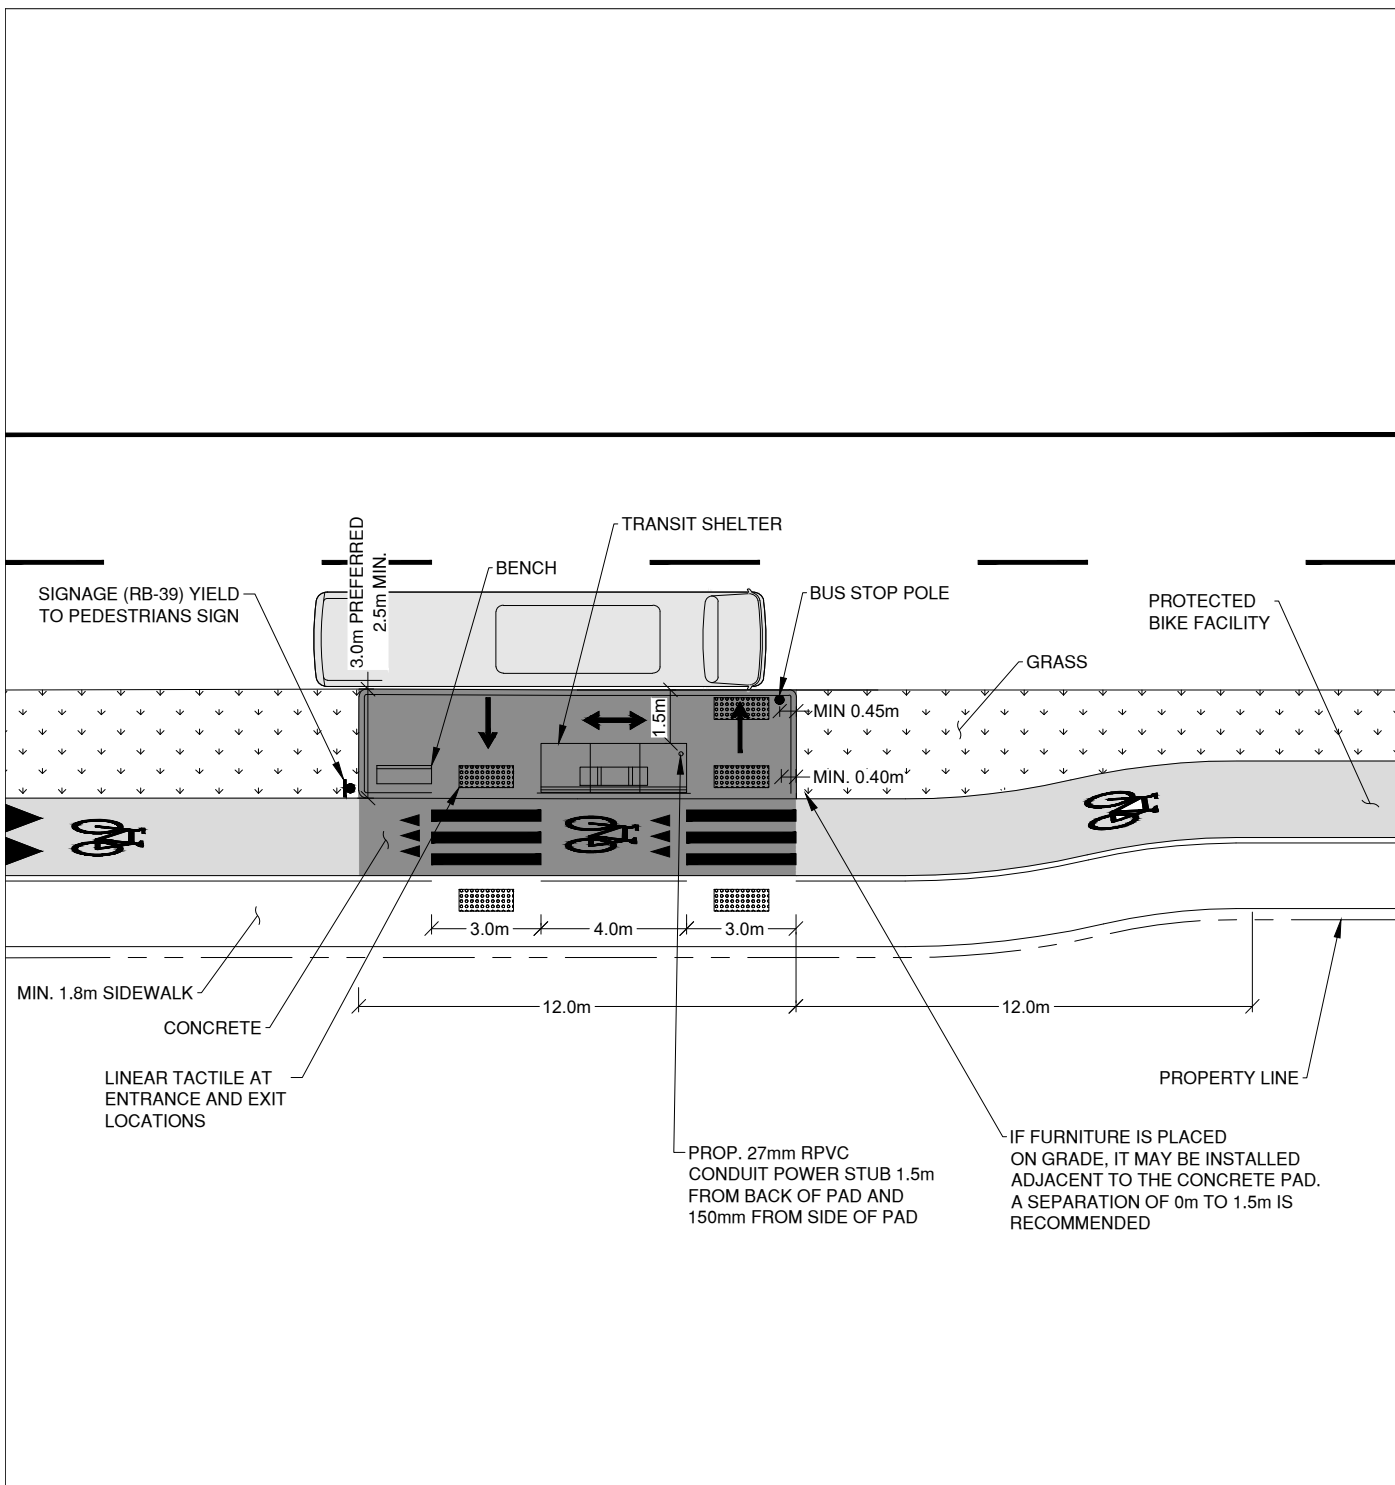 TRANSIT SHELTER
3.0m PREFERRED
2.5m MIN.
BENCH
SIGNAGE (RB-39) YIELD
TO PEDESTRIANS SIGN
BUS STOP POLE
PROTECTED
BIKE FACILITY
GRASS
1.5m
MIN 0.45m
MIN. 0.40m
3.0m
4.0m
3.0m
MIN. 1.8m SIDEWALK
12.0m
12.0m
CONCRETE
LINEAR TACTILE AT
ENTRANCE AND EXIT
LOCATIONS
PROPERTY LINE
PROP. 27mm RPVC
CONDUIT POWER STUB 1.5m
FROM BACK OF PAD AND
150mm FROM SIDE OF PAD
IF FURNITURE IS PLACED
ON GRADE, IT MAY BE INSTALLED
ADJACENT TO THE CONCRETE PAD.
A SEPARATION OF 0m TO 1.5m IS
RECOMMENDED